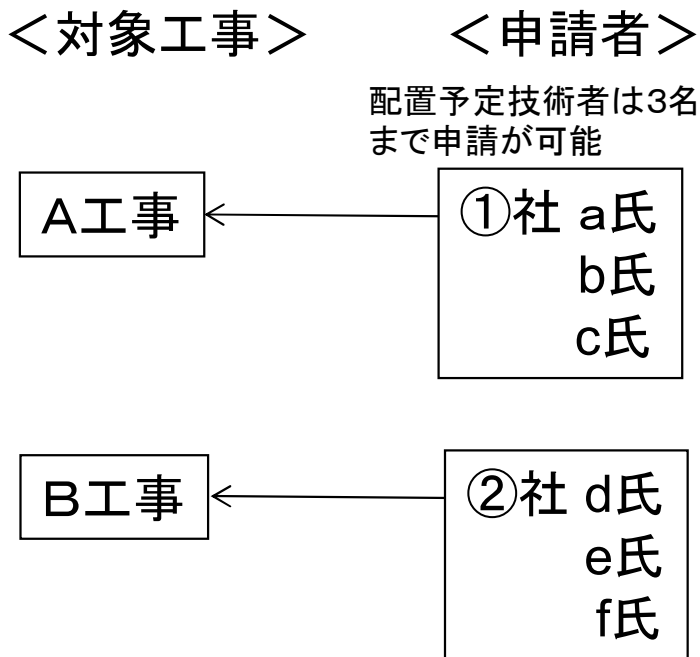 ＜対象工事＞
＜申請者＞
配置予定技術者は3名
まで申請が可能
A工事
①社 a氏
b氏
c氏
B工事
②社 d氏
e氏
f氏